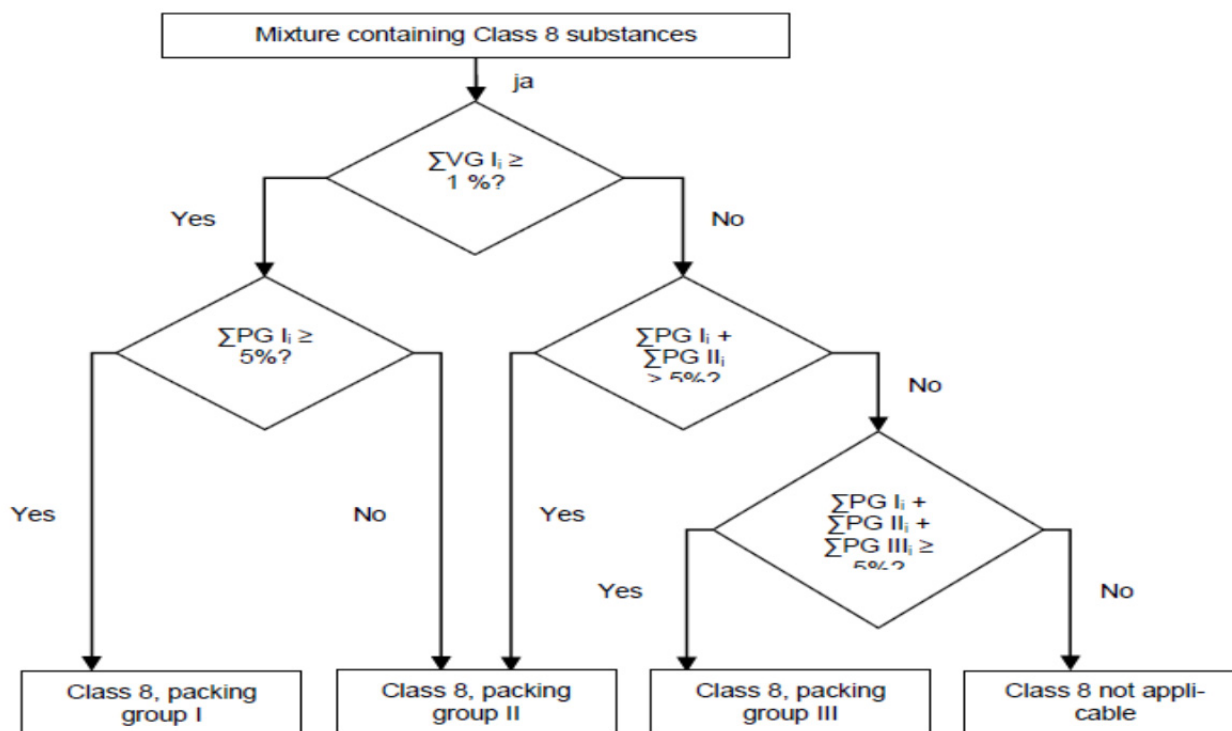 Mixture containing Class 8 substances
ja
∑VG Iᵢ ≥
1 %?
Yes
No
∑PG Iᵢ ≥
5%?
∑PG Iᵢ +
∑PG IIᵢ
≥ 5%?
No
Yes
No
Yes
∑PG Iᵢ +
∑PG IIᵢ +
∑PG IIIᵢ ≥
5%?
Yes
No
Class 8, packing
group I
Class 8, packing
group II
Class 8, packing
group III
Class 8 not appli-
cable